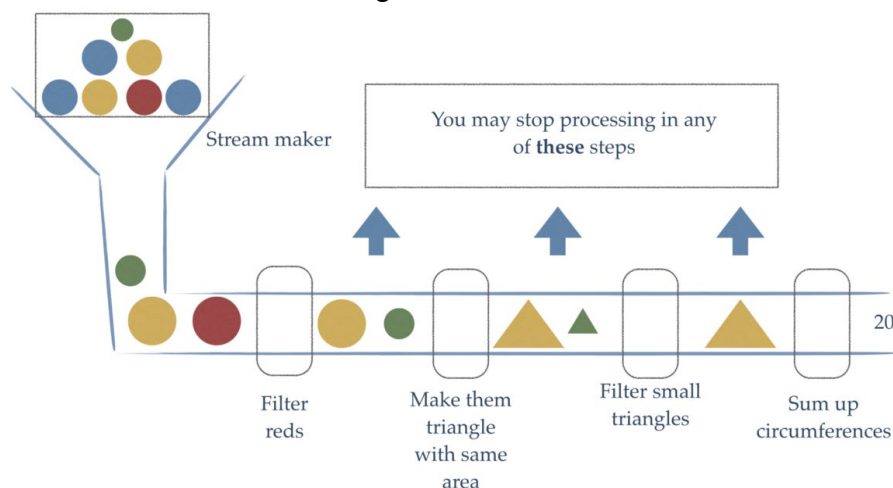 Stream maker
You may stop processing in any
of these steps
20
Filter
reds
Make them
triangle
with same
area
Filter small
triangles
Sum up
circumferences